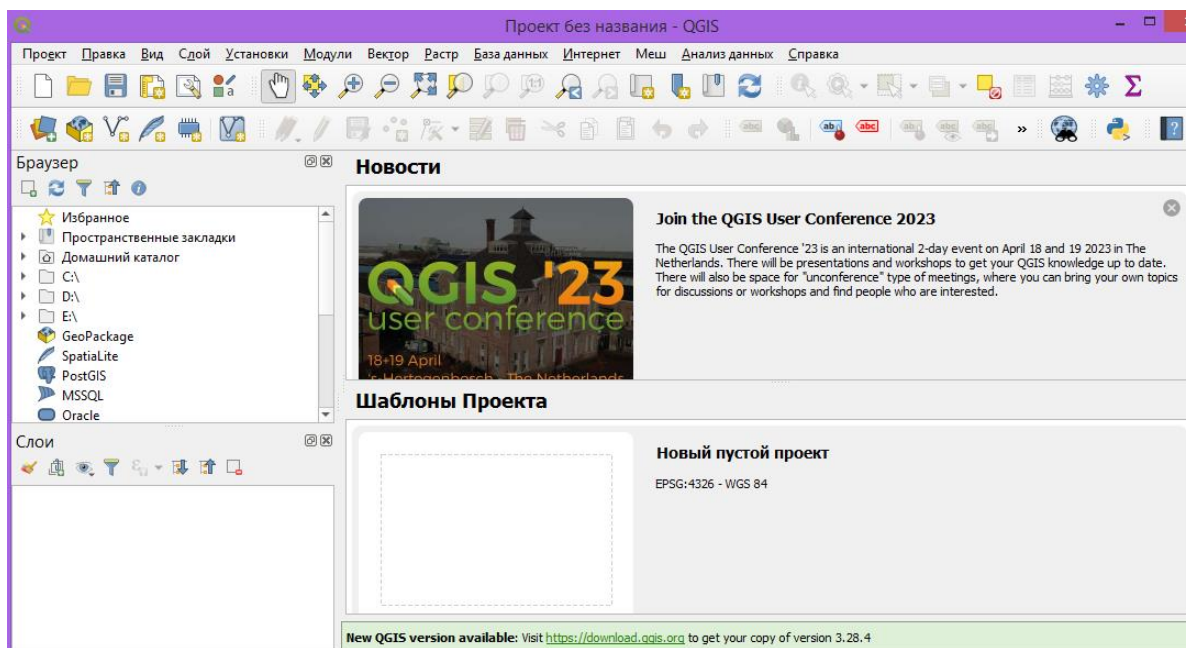 Проект без названия - QGIS
Проект Правка Вид Слой Установки Модули Вектор Растр База данных Интернет Меш Анализ данных Справка
Браузер
Избранное
Пространственные закладки
Домашний каталог
C:\
D:\
E:\
GeoPackage
SpatiaLite
PostGIS
MSSQL
Oracle
Слои
Новости
QGIS '23
user conference
18+19 April
's-Hertogenbosch - The Netherlands
Join the QGIS User Conference 2023
The QGIS User Conference '23 is an international 2-day event on April 18 and 19 2023 in The
Netherlands. There will be presentations and workshops to get your QGIS knowledge up to date.
There will also be space for "unconference" type of meetings, where you can bring your own topics
for discussions or workshops and find people who are interested.
Шаблоны Проекта
Новый пустой проект
EPSG:4326 - WGS 84
New QGIS version available: Visit https://download.qgis.org to get your copy of version 3.28.4